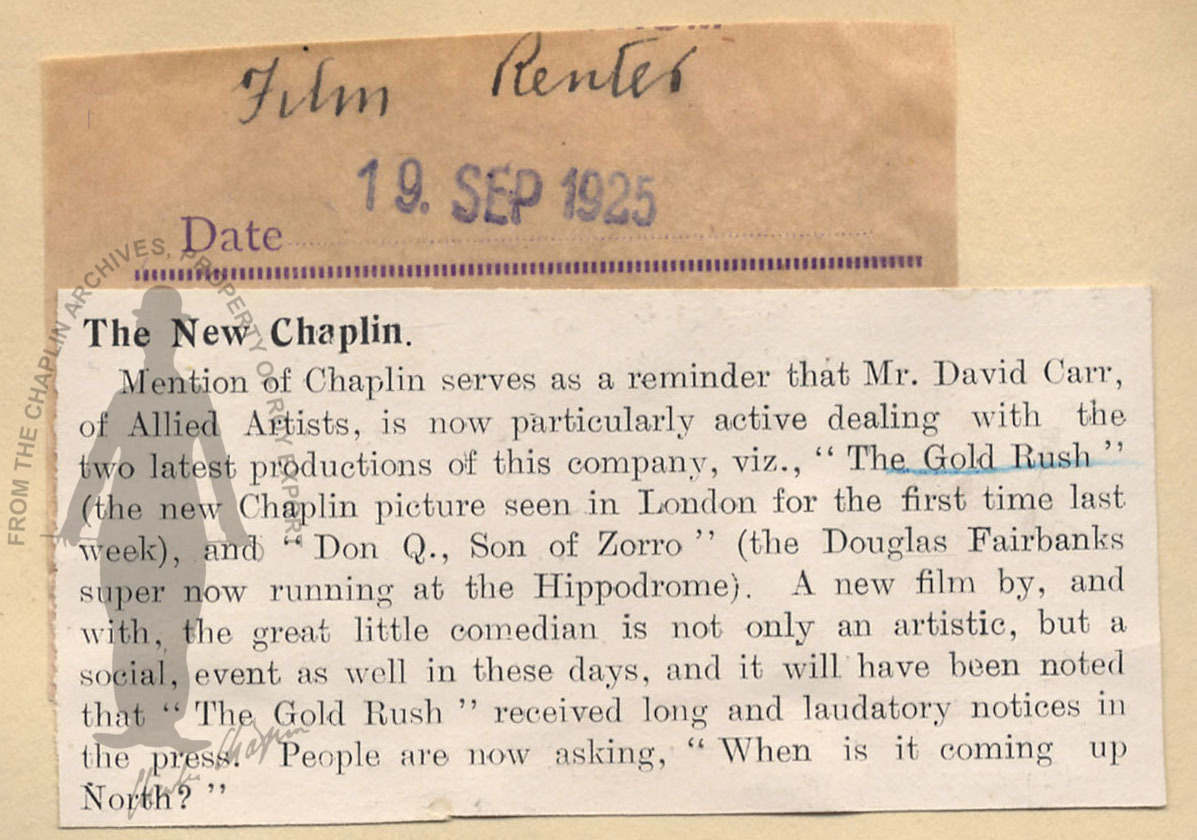 Film Renter
19. SEP 1925
Date
The New Chaplin.
Mention of Chaplin serves as a reminder that Mr. David Carr,
of Allied Artists, is now particularly active dealing with the
two latest productions of this company, viz., “ The Gold Rush ”
(the new Chaplin picture seen in London for the first time last
week), and “ Don Q., Son of Zorro ” (the Douglas Fairbanks
super now running at the Hippodrome). A new film by, and
with, the great little comedian is not only an artistic, but a
social, event as well in these days, and it will have been noted
that “ The Gold Rush ” received long and laudatory notices in
the press. People are now asking, “ When is it coming up
North? ”
FROM THE CHAPLIN ARCHIVES, PROPERTY OF ROY EXPORT
Charlie Chaplin